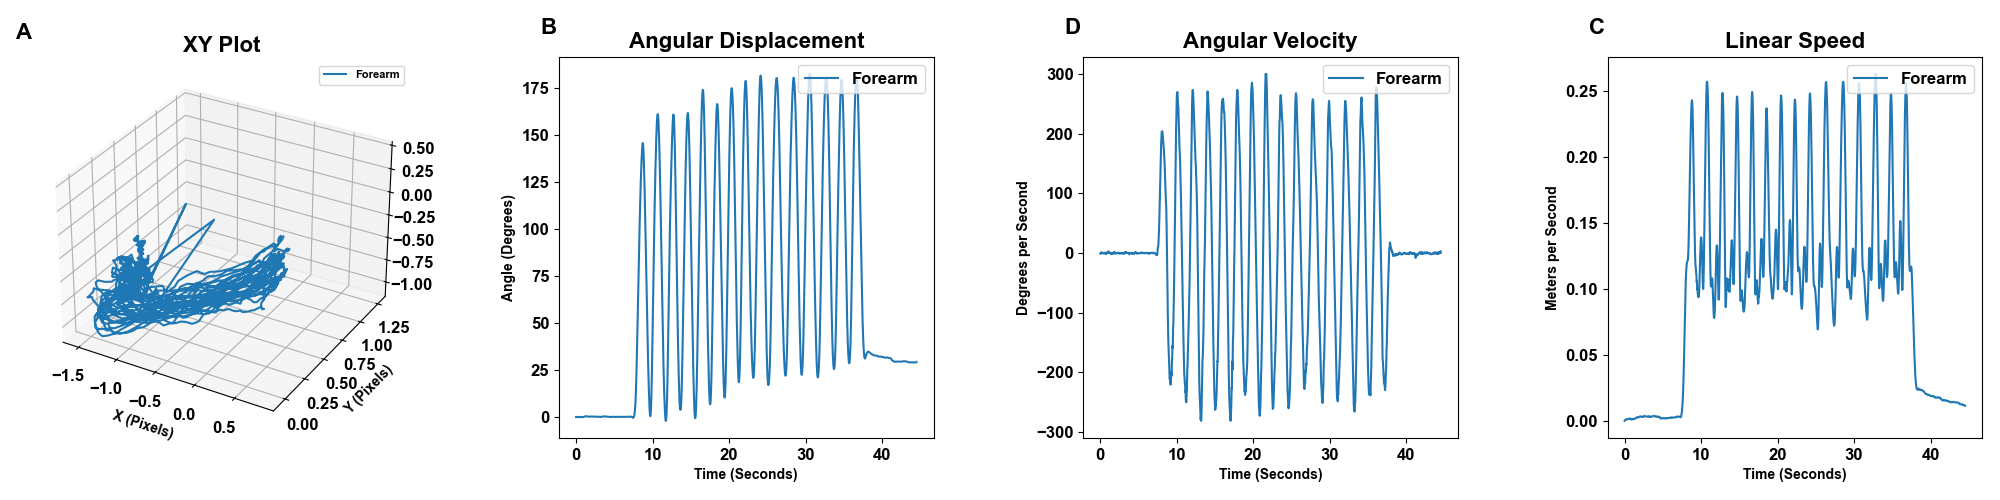 A
XY Plot
Forearm
0.50
0.25
0.00
−0.25
−0.50
−0.75
−1.00
1.25
1.00
0.75
0.50
0.25
0.00
Y (Pixels)
−1.5
−1.0
−0.5
0.0
0.5
X (Pixels)
B
Angular Displacement
Forearm
175
150
125
100
75
50
25
0
Angle (Degrees)
0 10 20 30 40
Time (Seconds)
D
Angular Velocity
Forearm
300
200
100
0
−100
−200
−300
Degrees per Second
0 10 20 30 40
Time (Seconds)
C
Linear Speed
Forearm
0.25
0.20
0.15
0.10
0.05
0.00
Meters per Second
0 10 20 30 40
Time (Seconds)